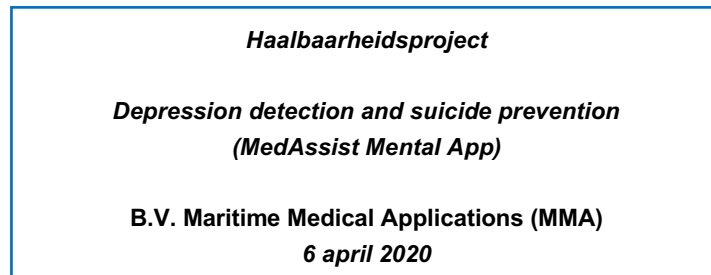 Haalbaarheidsproject
Depression detection and suicide prevention
(MedAssist Mental App)
B.V. Maritime Medical Applications (MMA)
6 april 2020